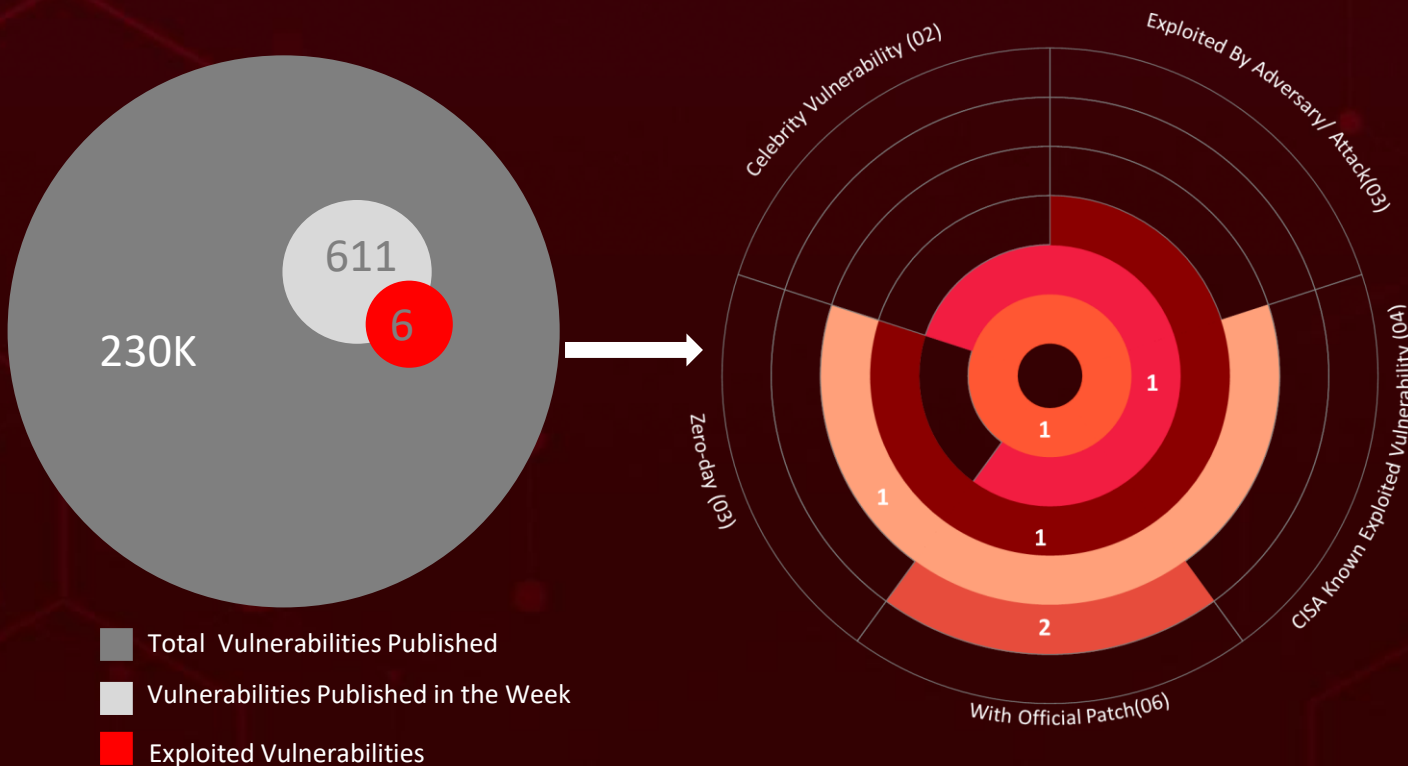 230K
611
6
Total Vulnerabilities Published
Vulnerabilities Published in the Week
Exploited Vulnerabilities
Celebrity Vulnerability (02)
Exploited By Adversary/ Attack(03)
CISA Known Exploited Vulnerability (04)
With Official Patch(06)
Zero-day (03)
1
1
1
1
2